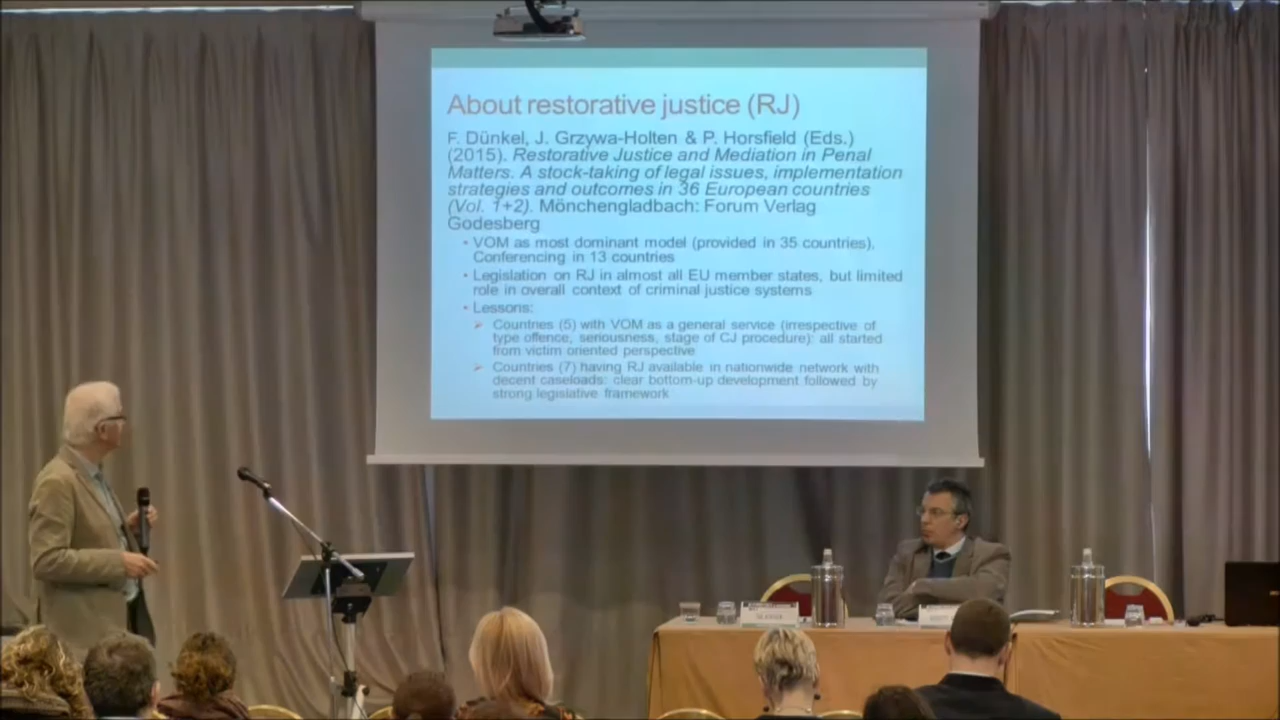 About restorative justice (RJ)
F. Dünkel, J. Grzywa-Holten & P. Horsfield (Eds.)
(2015). Restorative Justice and Mediation in Penal
Matters. A stock-taking of legal issues, implementation
strategies and outcomes in 36 European countries
(Vol. 1+2). Mönchengladbach: Forum Verlag
Godesberg
• VOM as most dominant model (provided in 35 countries).
Conferencing in 13 countries
• Legislation on RJ in almost all EU member states, but limited
role in overall context of criminal justice systems
• Lessons:
➢ Countries (5) with VOM as a general service (irrespective of
type offence, seriousness, stage of CJ procedure): all started
from victim oriented perspective
➢ Countries (7) having RJ available in nationwide network with
decent caseloads: clear bottom-up development followed by
strong legislative framework